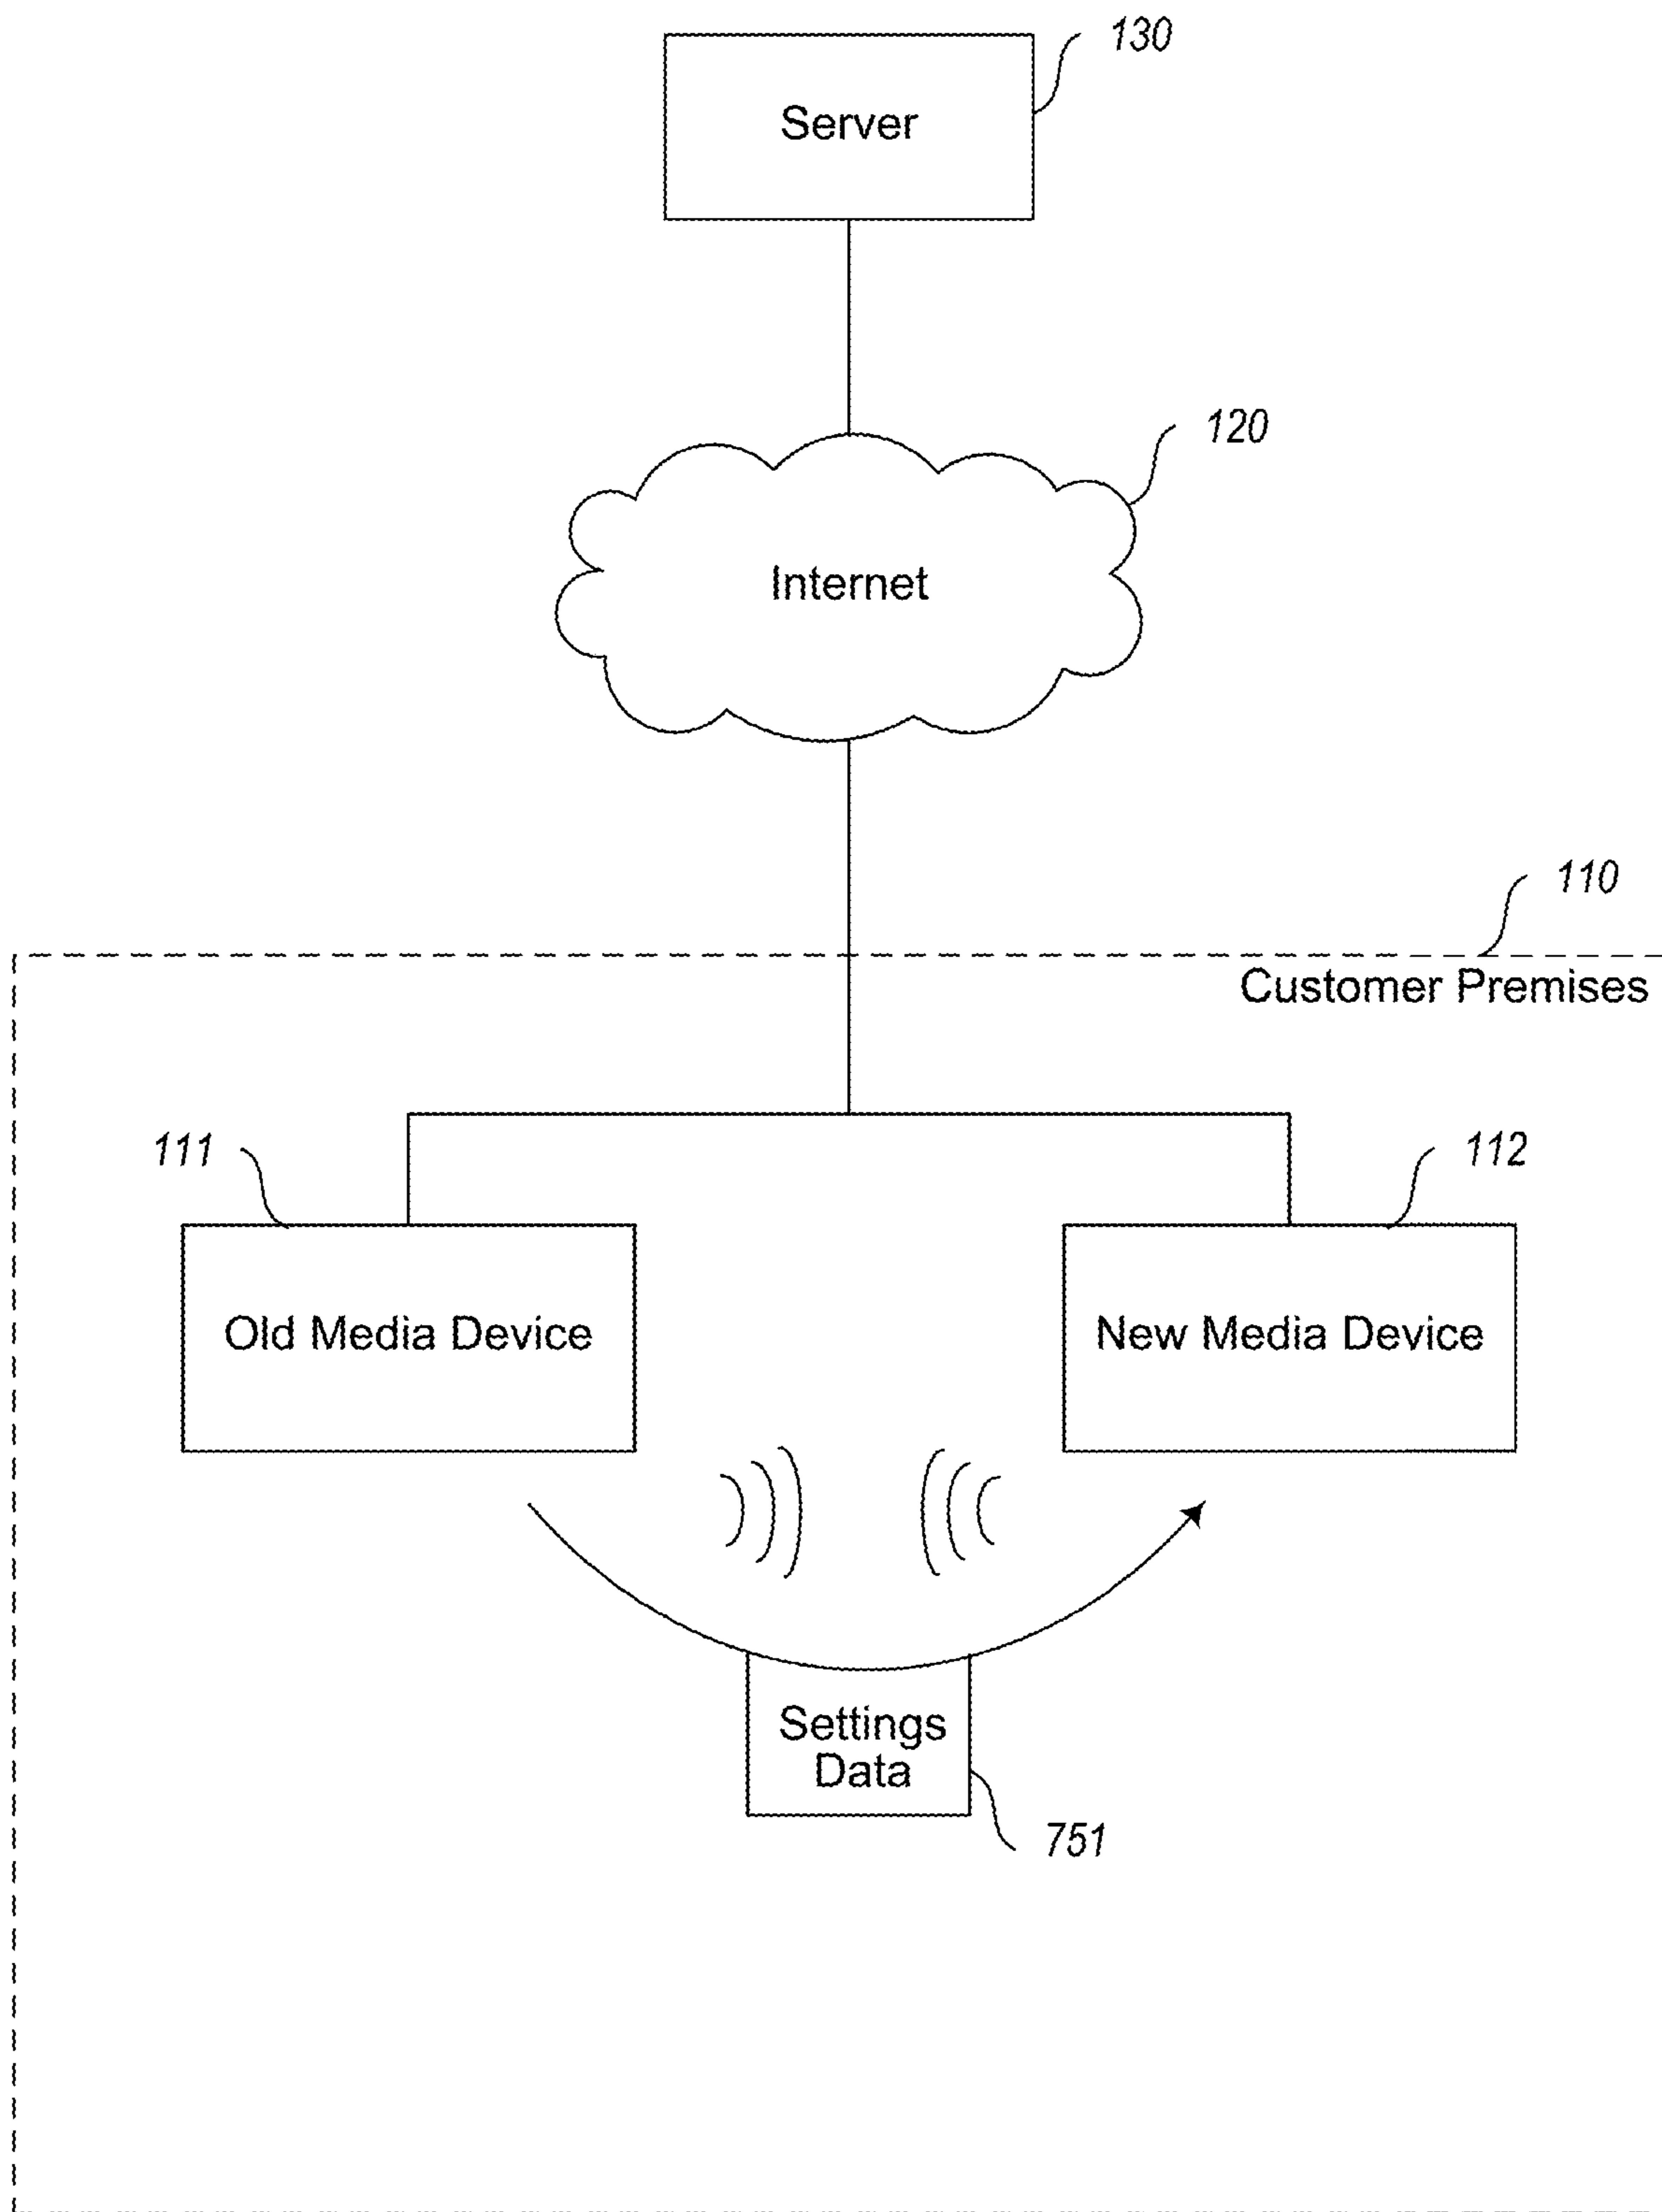 130
Server
120
Internet
110
Customer Premises
111
112
Old Media Device
New Media Device
Settings
Data
751